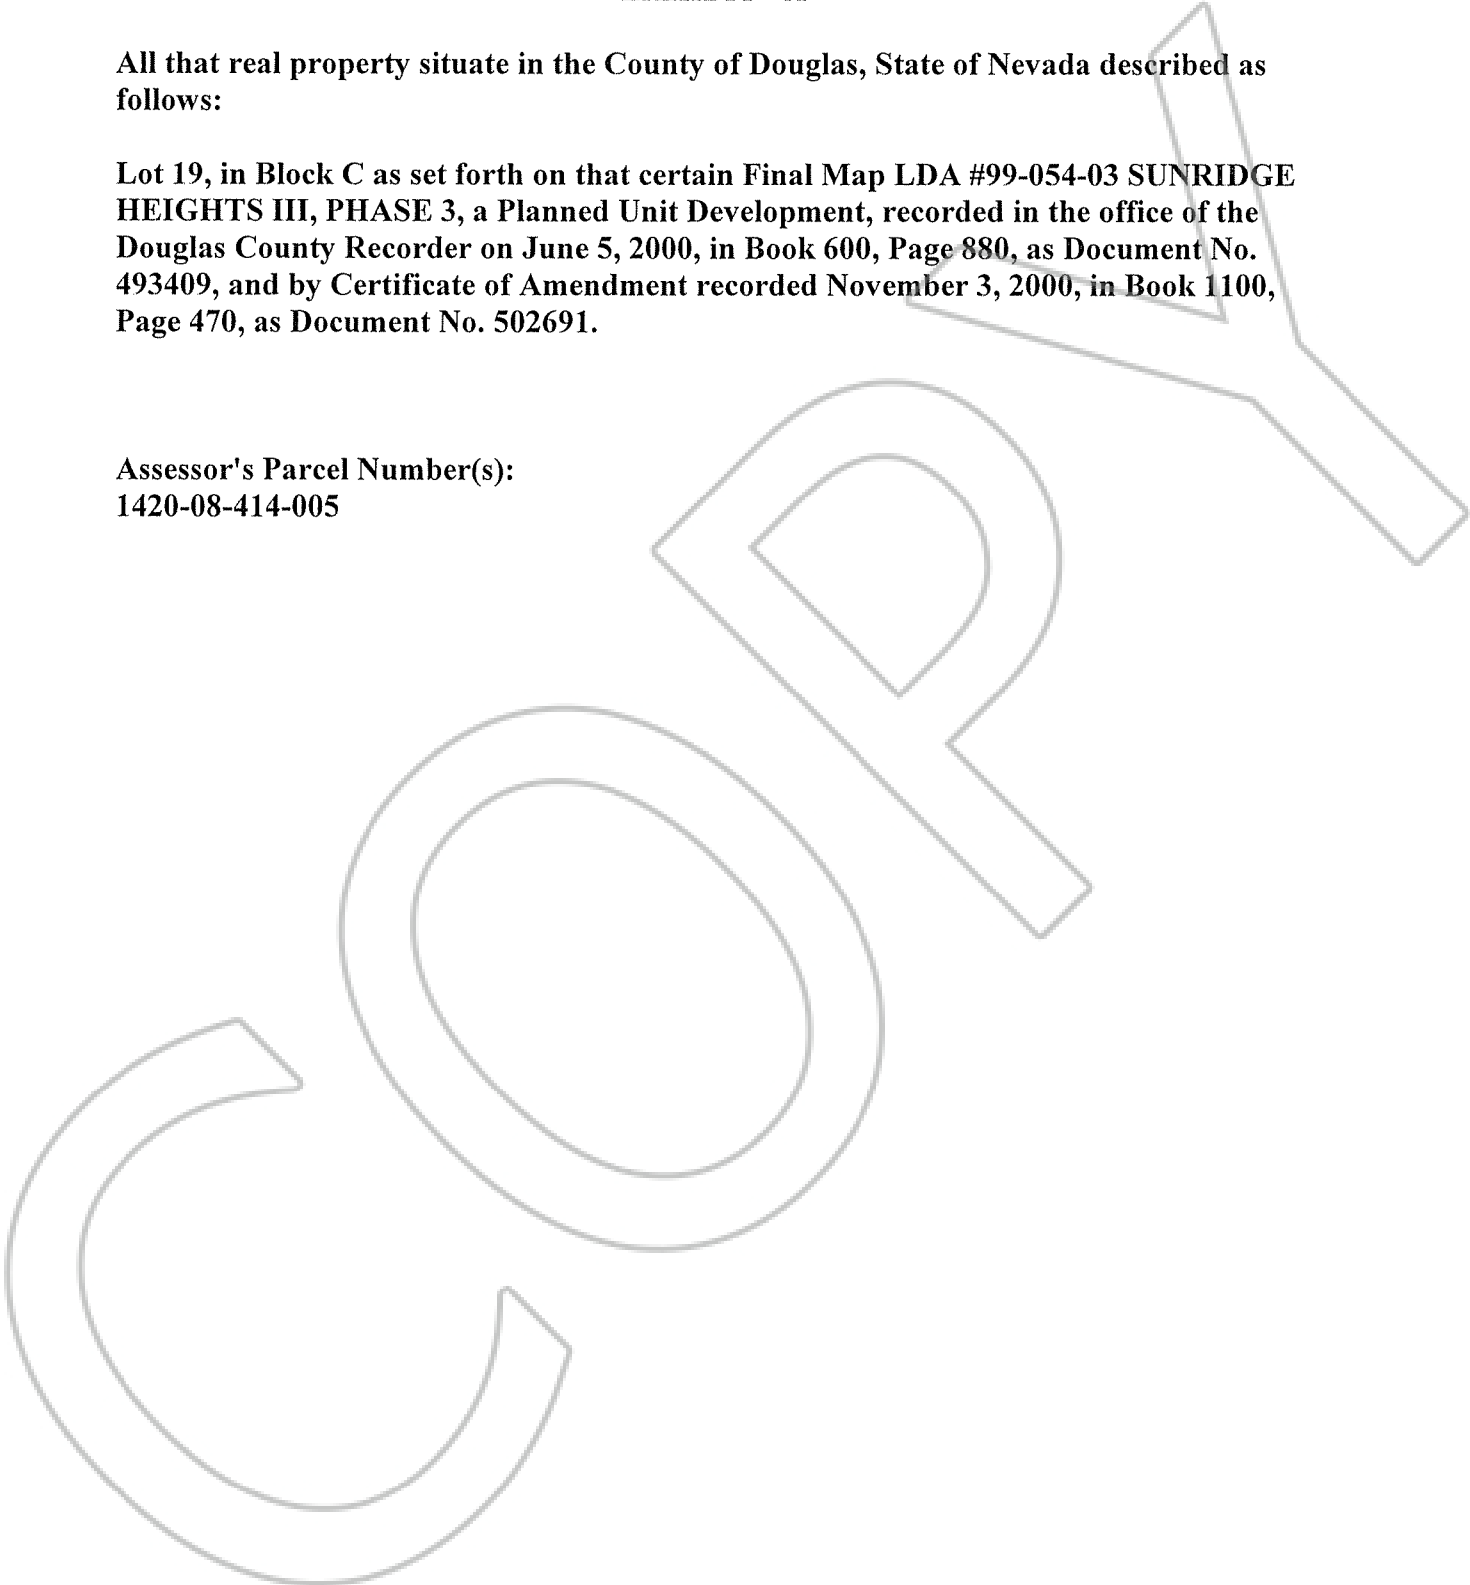 All that real property situate in the County of Douglas, State of Nevada described as
follows:
Lot 19, in Block C as set forth on that certain Final Map LDA #99-054-03 SUNRIDGE
HEIGHTS III, PHASE 3, a Planned Unit Development, recorded in the office of the
Douglas County Recorder on June 5, 2000, in Book 600, Page 880, as Document No.
493409, and by Certificate of Amendment recorded November 3, 2000, in Book 1100,
Page 470, as Document No. 502691.
Assessor's Parcel Number(s):
1420-08-414-005
COPY